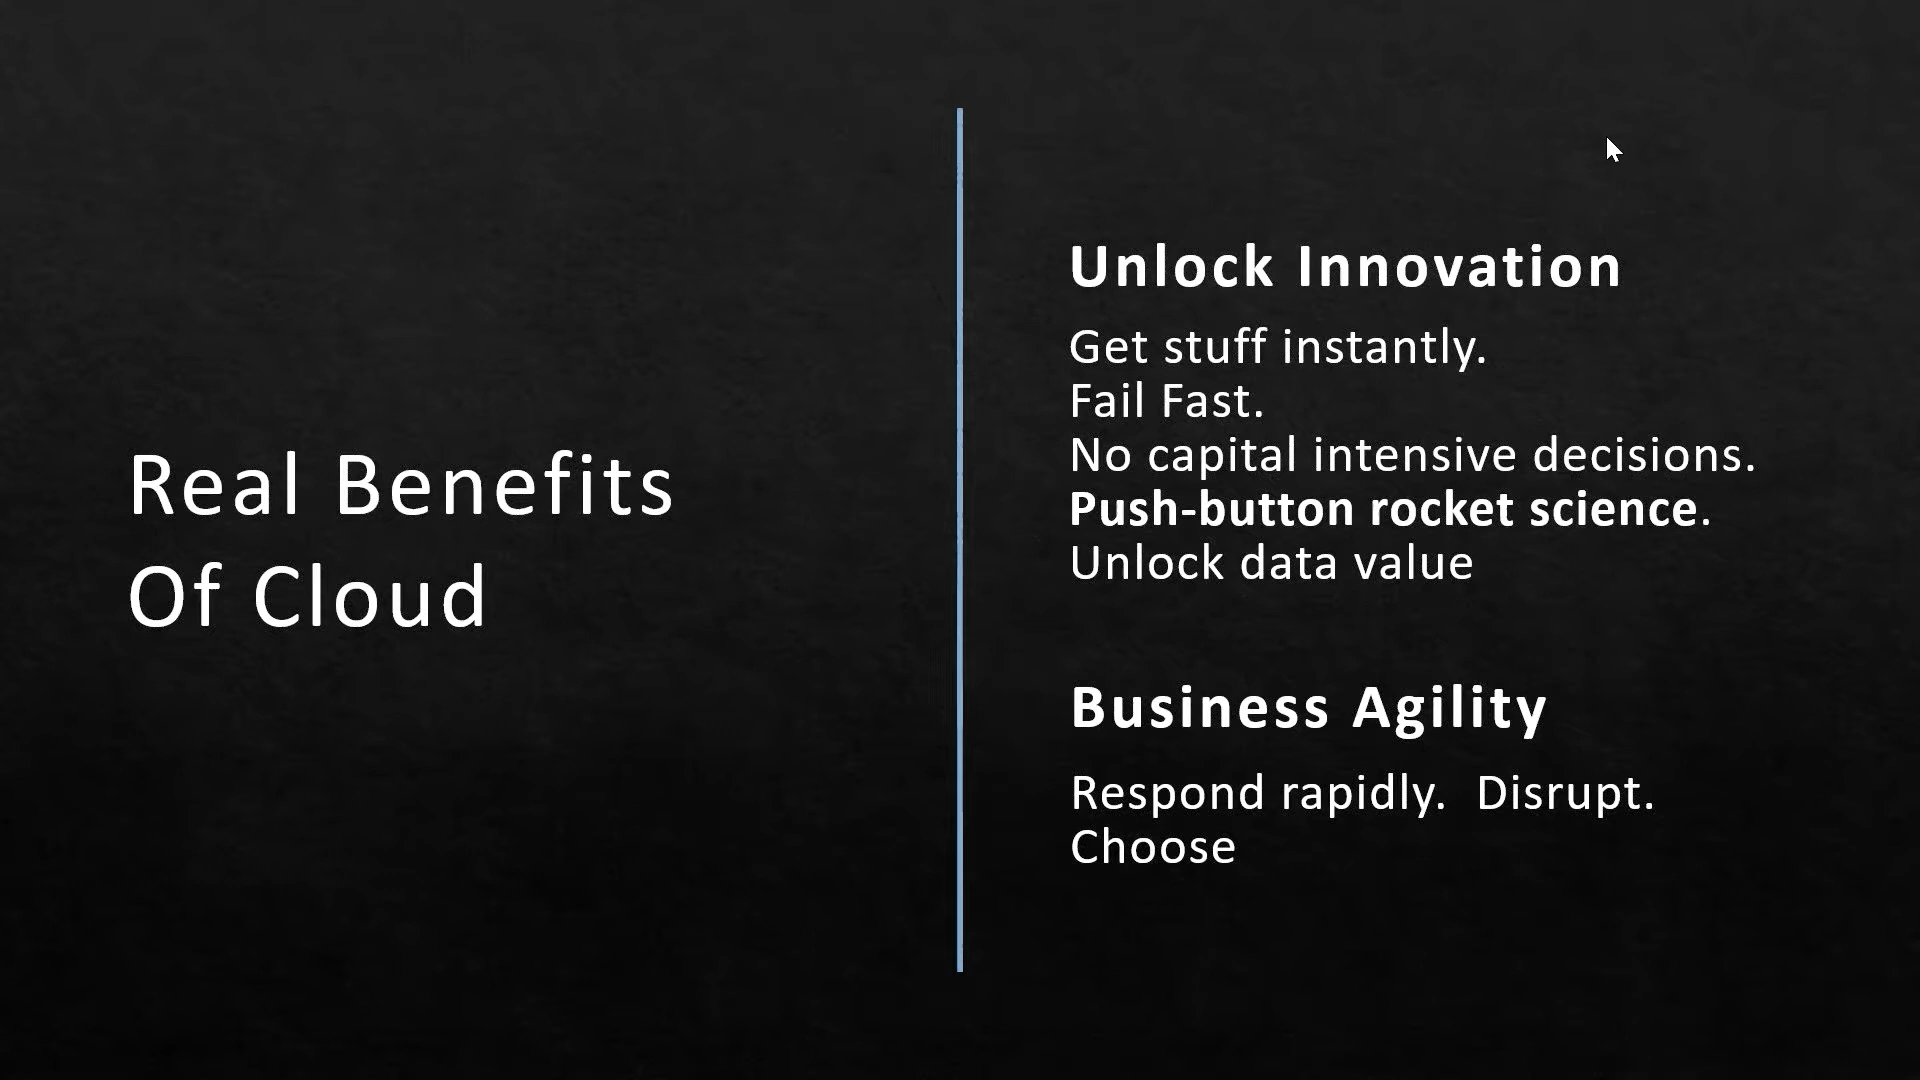 Real Benefits
Of Cloud
Unlock Innovation
Get stuff instantly.
Fail Fast.
No capital intensive decisions.
Push-button rocket science.
Unlock data value
Business Agility
Respond rapidly.  Disrupt.
Choose